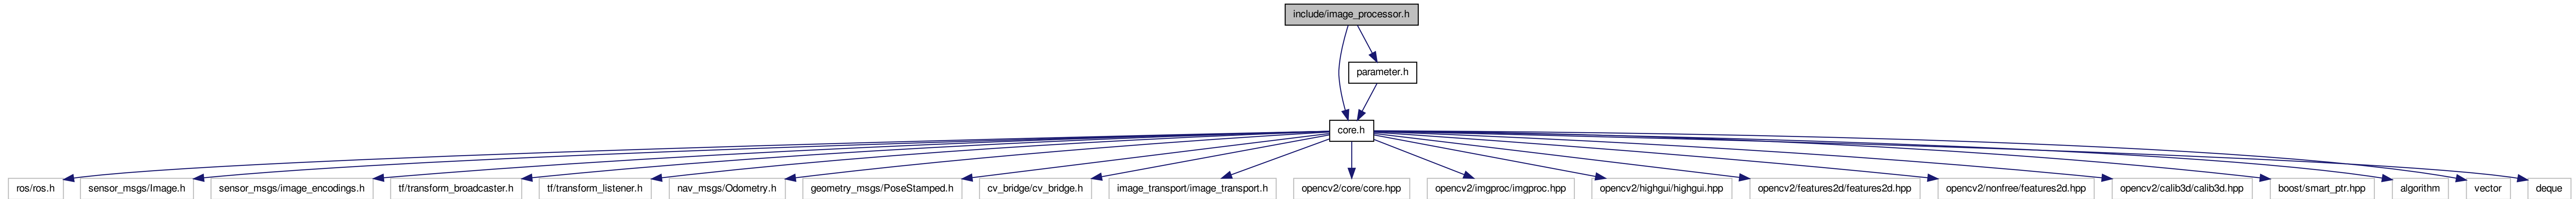 include/image_processor.h
parameter.h
core.h
ros/ros.h
sensor_msgs/Image.h
sensor_msgs/image_encodings.h
tf/transform_broadcaster.h
tf/transform_listener.h
nav_msgs/Odometry.h
geometry_msgs/PoseStamped.h
cv_bridge/cv_bridge.h
image_transport/image_transport.h
opencv2/core/core.hpp
opencv2/imgproc/imgproc.hpp
opencv2/highgui/highgui.hpp
opencv2/features2d/features2d.hpp
opencv2/nonfree/features2d.hpp
opencv2/calib3d/calib3d.hpp
boost/smart_ptr.hpp
algorithm
vector
deque